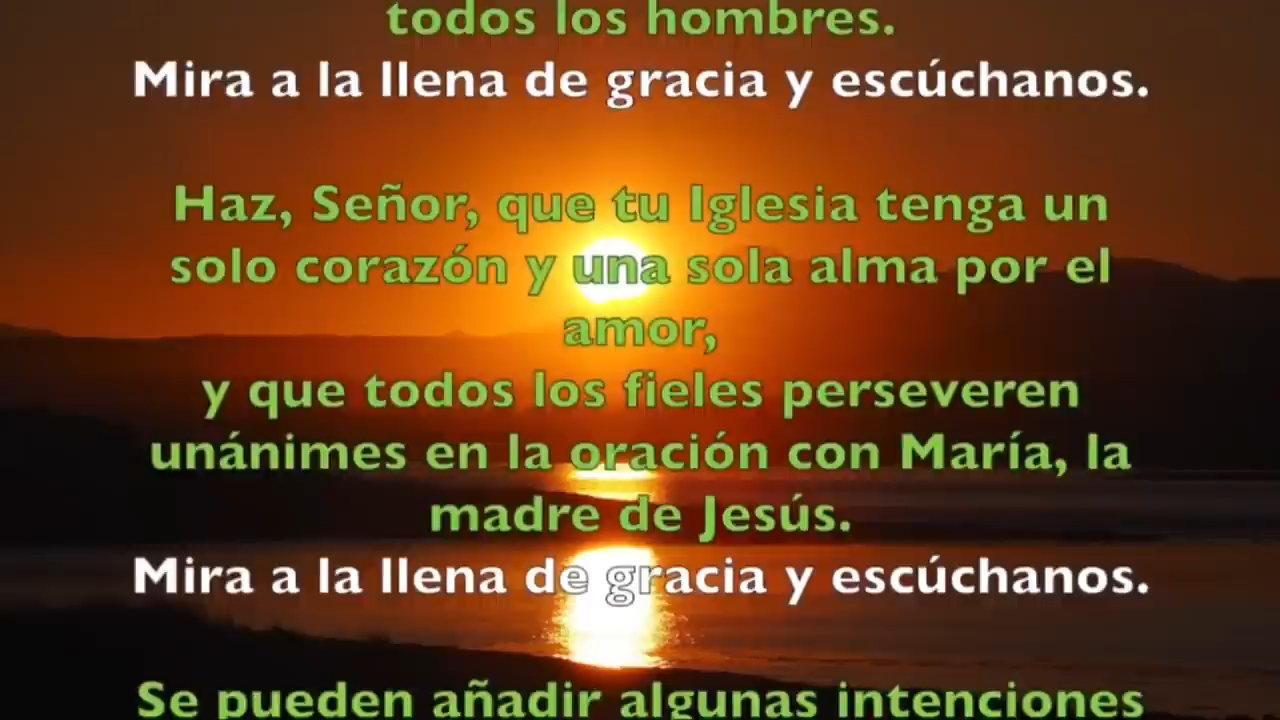 todos los hombres.
Mira a la llena de gracia y escúchanos.
Haz, Señor, que tu Iglesia tenga un
solo corazón y una sola alma por el
amor,
y que todos los fieles perseveren
unánimes en la oración con María, la
madre de Jesús.
Mira a la llena de gracia y escúchanos.
Se pueden añadir algunas intenciones